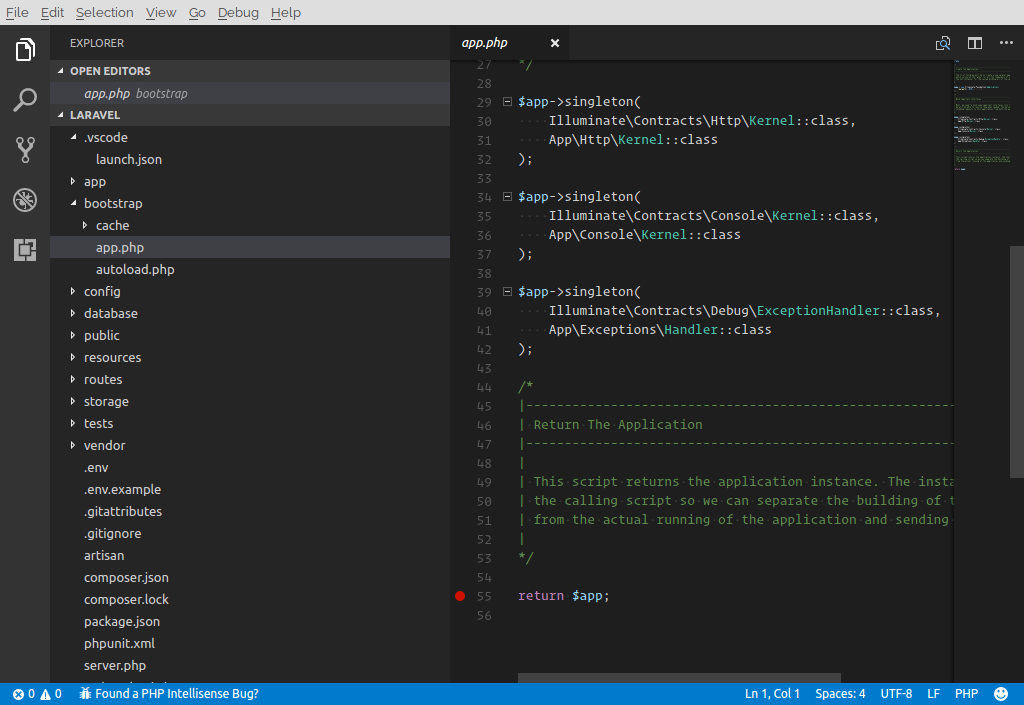 File Edit Selection View Go Debug Help
EXPLORER
OPEN EDITORS
app.php bootstrap
LARAVEL
.vscode
launch.json
app
bootstrap
cache
app.php
autoload.php
config
database
public
resources
routes
storage
tests
vendor
.env
.env.example
.gitattributes
.gitignore
artisan
composer.json
composer.lock
package.json
phpunit.xml
server.php
app.php
27 */
28
29 $app->singleton(
30 Illuminate\Contracts\Http\Kernel::class,
31 App\Http\Kernel::class
32 );
33
34 $app->singleton(
35 Illuminate\Contracts\Console\Kernel::class,
36 App\Console\Kernel::class
37 );
38
39 $app->singleton(
40 Illuminate\Contracts\Debug\ExceptionHandler::class,
41 App\Exceptions\Handler::class
42 );
43
44 /*
45 |--------------------------------------------------------
46 | Return The Application
47 |--------------------------------------------------------
48 |
49 | This script returns the application instance. The insta
50 | the calling script so we can separate the building of t
51 | from the actual running of the application and sending
52 |
53 */
54
55 return $app;
56
0 0 Found a PHP Intellisense Bug? Ln 1, Col 1 Spaces: 4 UTF-8 LF PHP